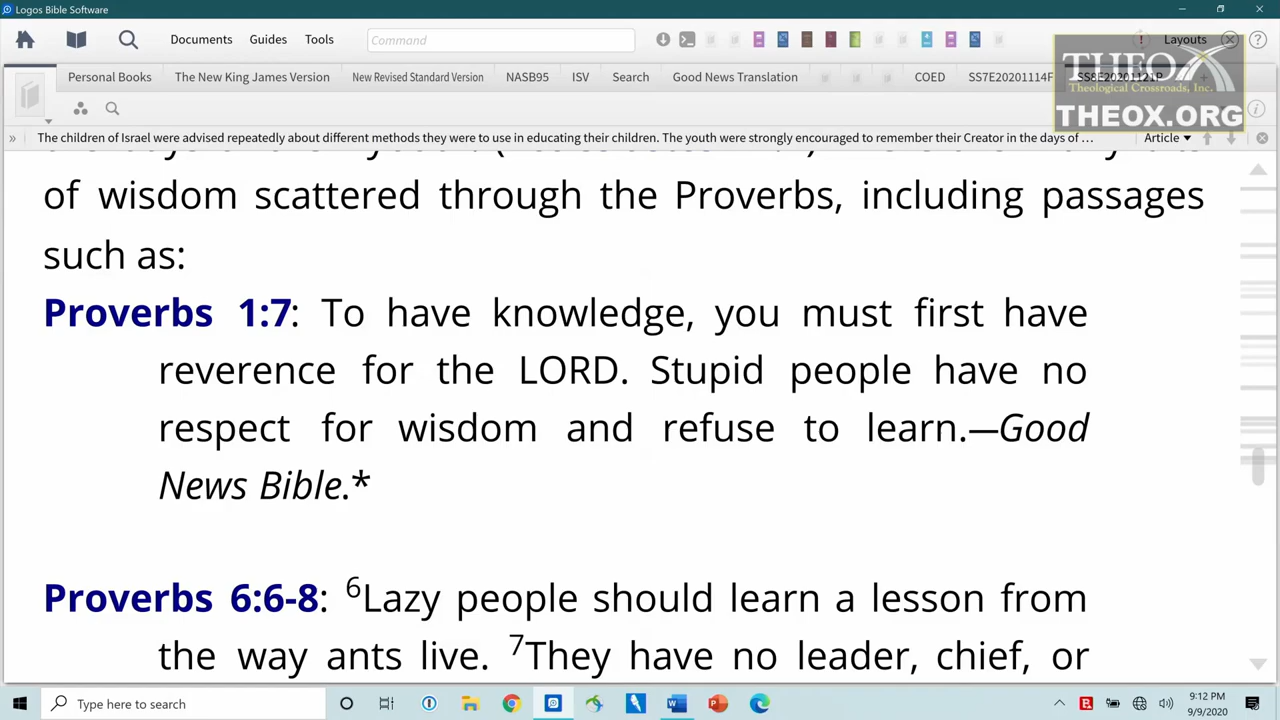 Logos Bible Software
Documents Guides Tools Command Layouts
Personal Books The New King James Version New Revised Standard Version NASB95 ISV Search Good News Translation COED SS7E20201114F SS8E20201121P
THEOX
Theological Crossroads, Inc.
THEOX.ORG
The children of Israel were advised repeatedly about different methods they were to use in educating their children. The youth were strongly encouraged to remember their Creator in the days of ... Article
of wisdom scattered through the Proverbs, including passages
such as:
Proverbs 1:7: To have knowledge, you must first have
reverence for the LORD. Stupid people have no
respect for wisdom and refuse to learn.—Good
News Bible.*
Proverbs 6:6-8: 6Lazy people should learn a lesson from
the way ants live. 7They have no leader, chief, or
Type here to search
9:12 PM
9/9/2020